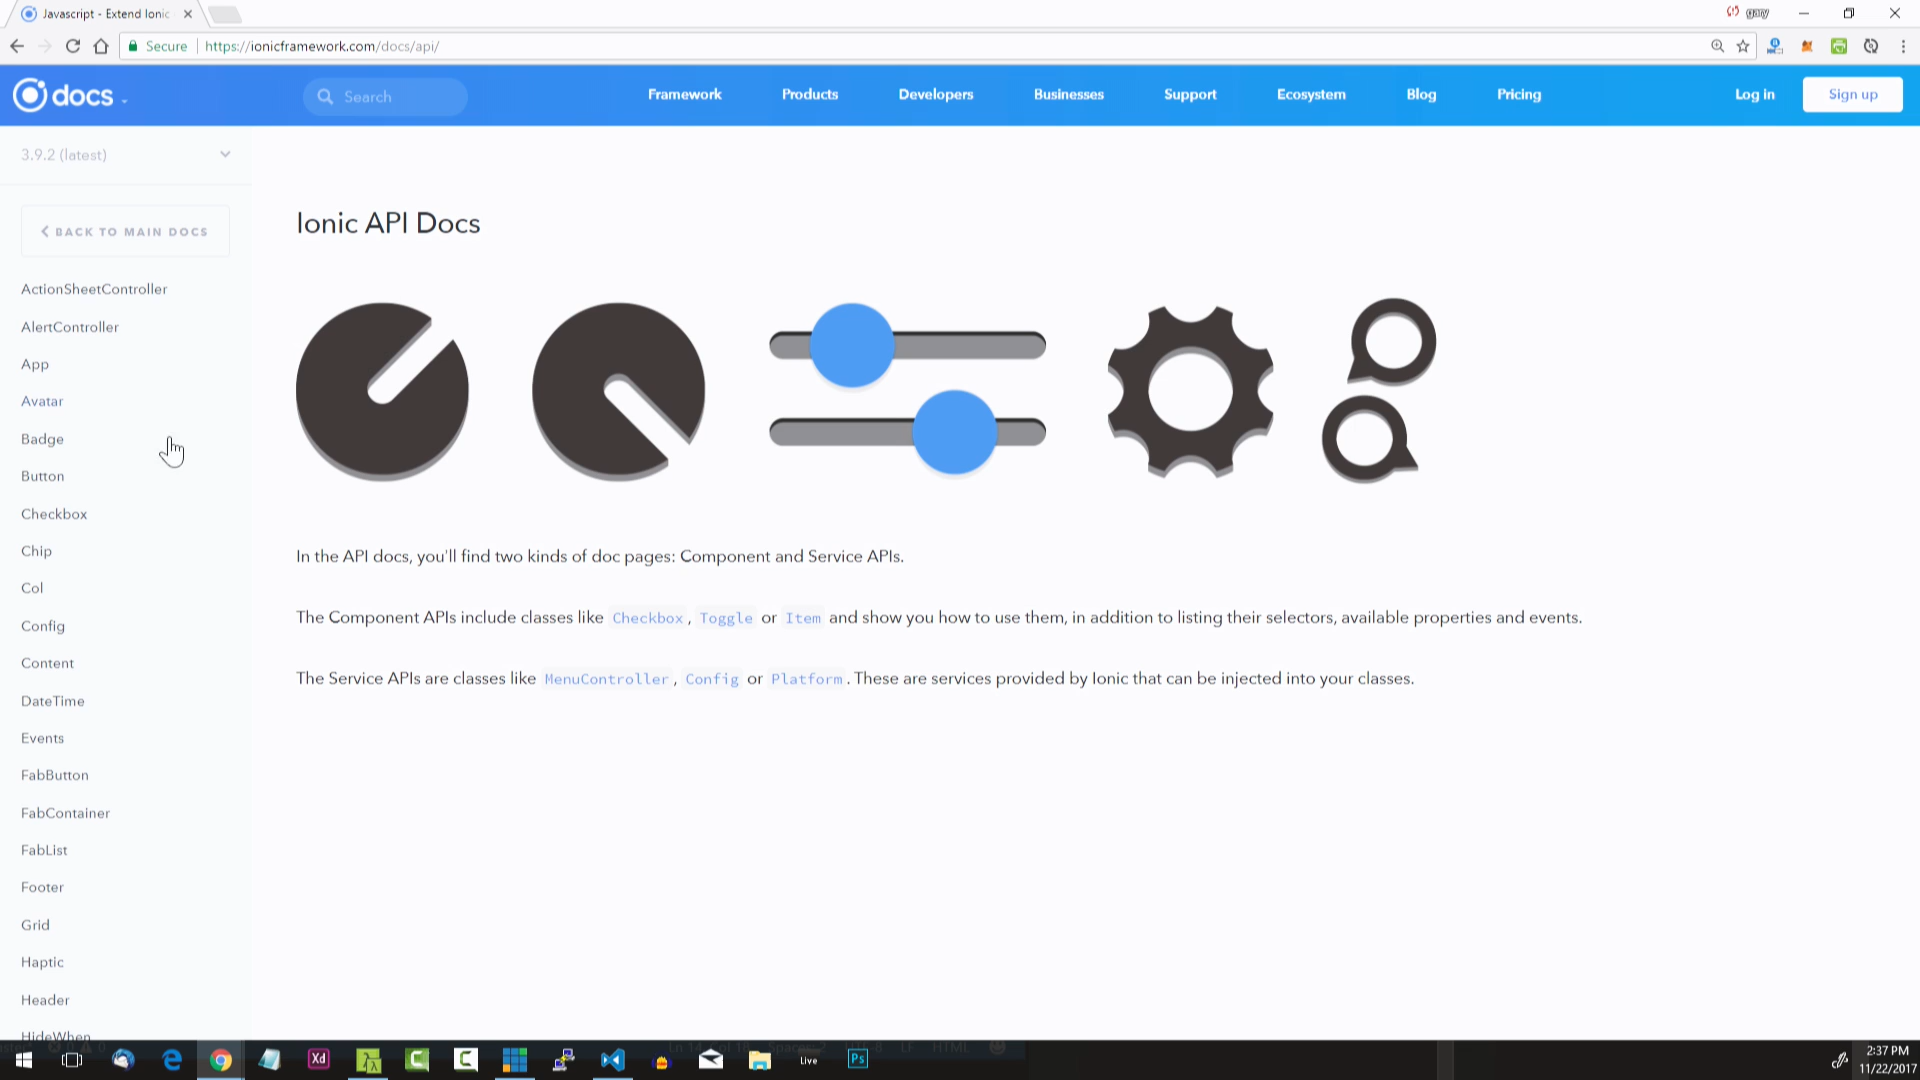 Javascript - Extend Ionic
gary
Secure
https://ionicframework.com/docs/api/
docs
Search
Framework
Products
Developers
Businesses
Support
Ecosystem
Blog
Pricing
Log in
Sign up
3.9.2 (latest)
BACK TO MAIN DOCS
ActionSheetController
AlertController
App
Avatar
Badge
Button
Checkbox
Chip
Col
Config
Content
DateTime
Events
FabButton
FabContainer
FabList
Footer
Grid
Haptic
Header
HideWhen
Ionic API Docs
In the API docs, you'll find two kinds of doc pages: Component and Service APIs.
The Component APIs include classes like Checkbox, Toggle or Item and show you how to use them, in addition to listing their selectors, available properties and events.
The Service APIs are classes like MenuController, Config or Platform. These are services provided by Ionic that can be injected into your classes.
LF HTML
Xd
Live
Ps
2:37 PM
11/22/2017